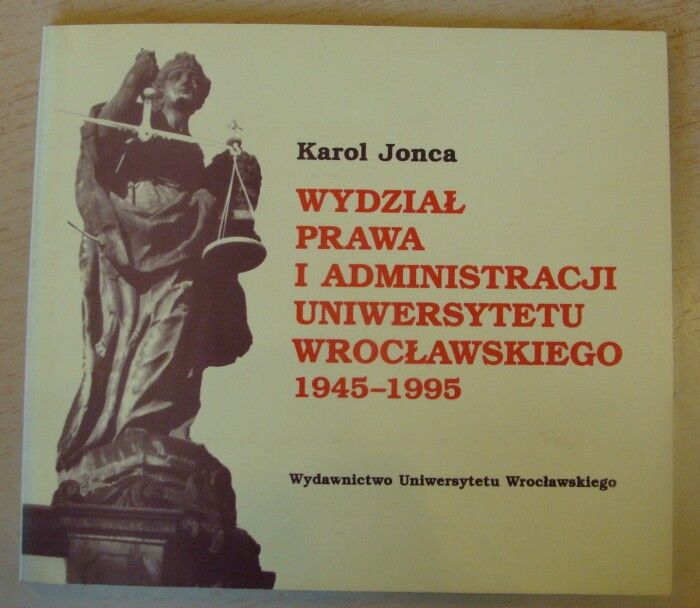 Karol Jonca
WYDZIAŁ
PRAWA
I ADMINISTRACJI
UNIWERSYTETU
WROCŁAWSKIEGO
1945–1995
Wydawnictwo Uniwersytetu Wrocławskiego